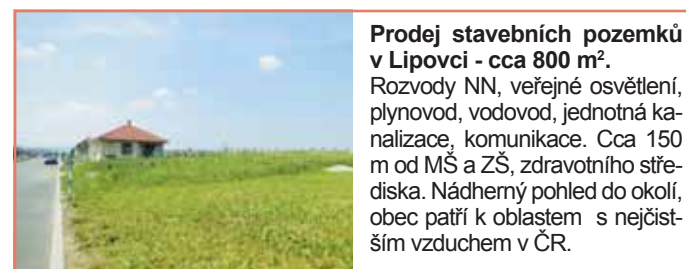 Prodej stavebních pozemků
v Lipovci - cca 800 m².
Rozvody NN, veřejné osvětlení,
plynovod, vodovod, jednotná ka-
nalizace, komunikace. Cca 150
m od MŠ a ZŠ, zdravotního stře-
diska. Nádherný pohled do okolí,
obec patří k oblastem s nejčist-
ším vzduchem v ČR.